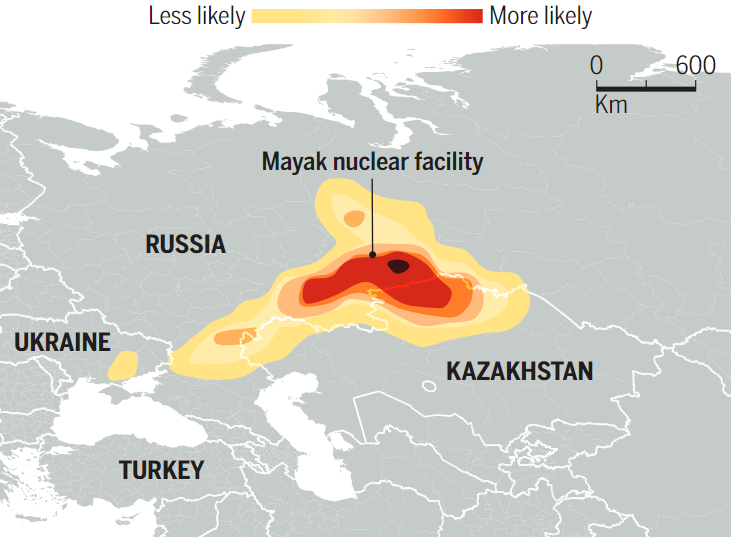 Less likely More likely
0 600
Km
Mayak nuclear facility
RUSSIA
UKRAINE
KAZAKHSTAN
TURKEY